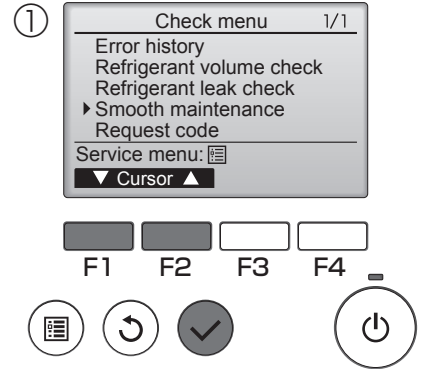 ①
Check menu 1/1
Error history
Refrigerant volume check
Refrigerant leak check
Smooth maintenance
Request code
Service menu:
▼ Cursor ▲
F1 F2 F3 F4